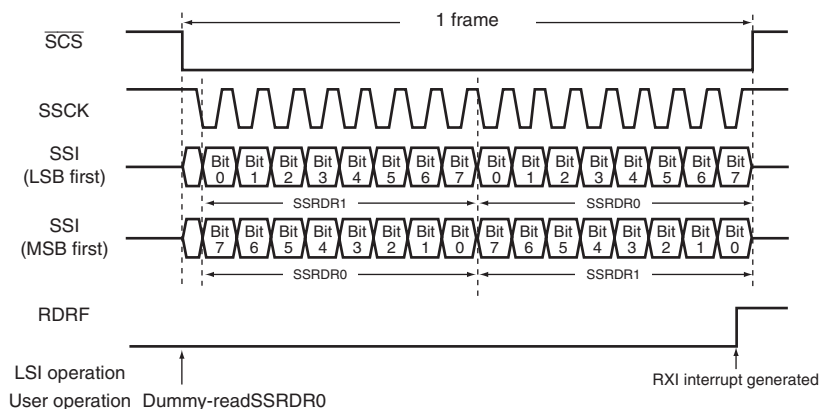 1 frame
SCS
SSCK
SSI
(LSB first)
Bit 0 Bit 1 Bit 2 Bit 3 Bit 4 Bit 5 Bit 6 Bit 7 Bit 0 Bit 1 Bit 2 Bit 3 Bit 4 Bit 5 Bit 6 Bit 7
SSRDR1 SSRDR0
SSI
(MSB first)
Bit 7 Bit 6 Bit 5 Bit 4 Bit 3 Bit 2 Bit 1 Bit 0 Bit 7 Bit 6 Bit 5 Bit 4 Bit 3 Bit 2 Bit 1 Bit 0
SSRDR0 SSRDR1
RDRF
LSI operation
RXI interrupt generated
User operation Dummy-readSSRDR0